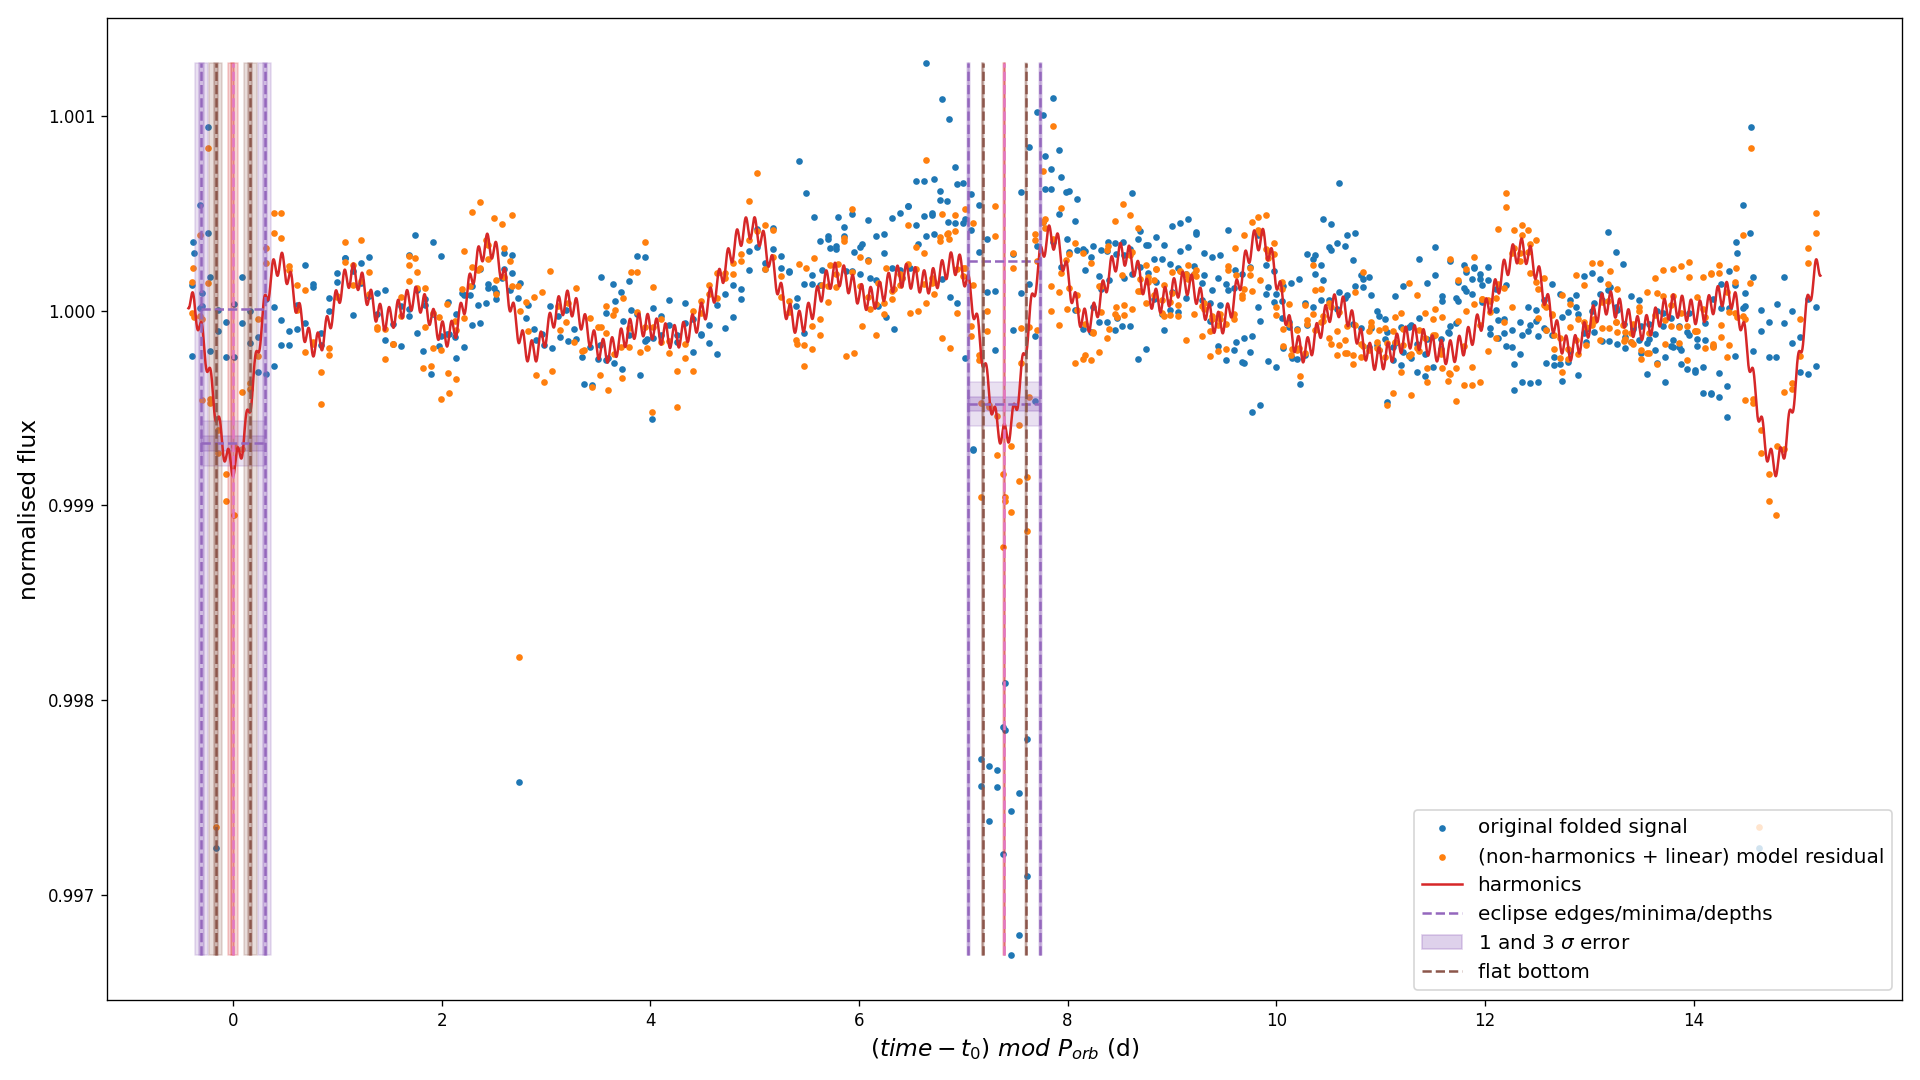 normalised flux
1.001
1.000
0.999
0.998
0.997
0
2
4
6
8
10
12
14
(time − t₀) mod P_orb (d)
original folded signal
(non-harmonics + linear) model residual
harmonics
eclipse edges/minima/depths
1 and 3 σ error
flat bottom